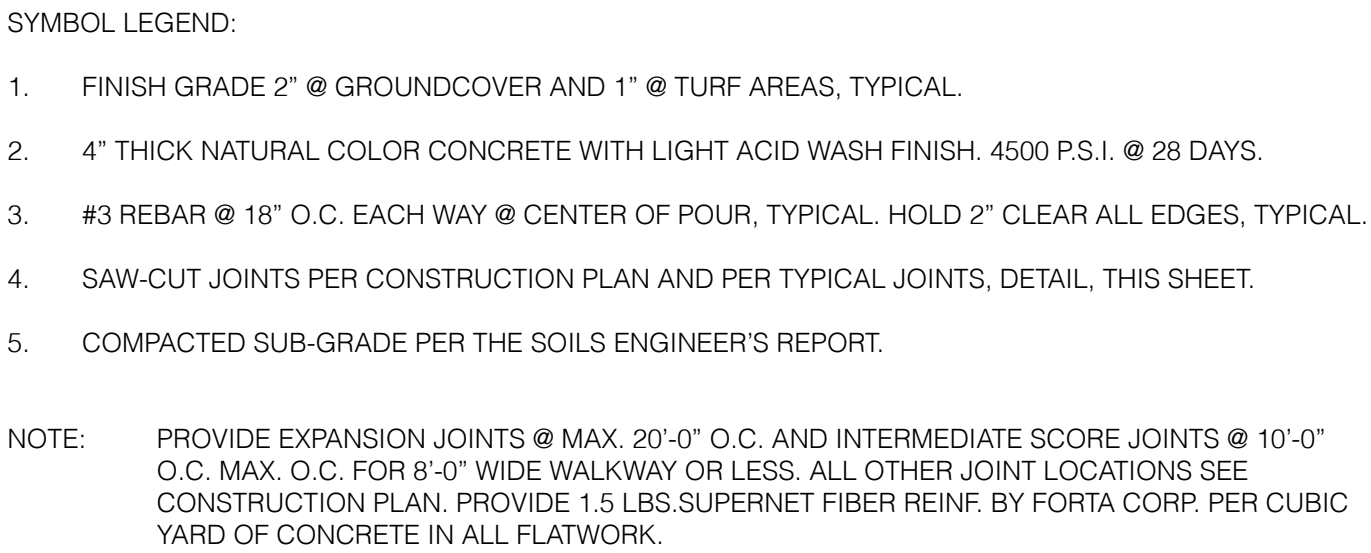 SYMBOL LEGEND:
1. FINISH GRADE 2” @ GROUNDCOVER AND 1” @ TURF AREAS, TYPICAL.
2. 4” THICK NATURAL COLOR CONCRETE WITH LIGHT ACID WASH FINISH. 4500 P.S.I. @ 28 DAYS.
3. #3 REBAR @ 18” O.C. EACH WAY @ CENTER OF POUR, TYPICAL. HOLD 2” CLEAR ALL EDGES, TYPICAL.
4. SAW-CUT JOINTS PER CONSTRUCTION PLAN AND PER TYPICAL JOINTS, DETAIL, THIS SHEET.
5. COMPACTED SUB-GRADE PER THE SOILS ENGINEER’S REPORT.
NOTE: PROVIDE EXPANSION JOINTS @ MAX. 20’-0” O.C. AND INTERMEDIATE SCORE JOINTS @ 10’-0”
O.C. MAX. O.C. FOR 8’-0” WIDE WALKWAY OR LESS. ALL OTHER JOINT LOCATIONS SEE
CONSTRUCTION PLAN. PROVIDE 1.5 LBS.SUPERNET FIBER REINF. BY FORTA CORP. PER CUBIC
YARD OF CONCRETE IN ALL FLATWORK.